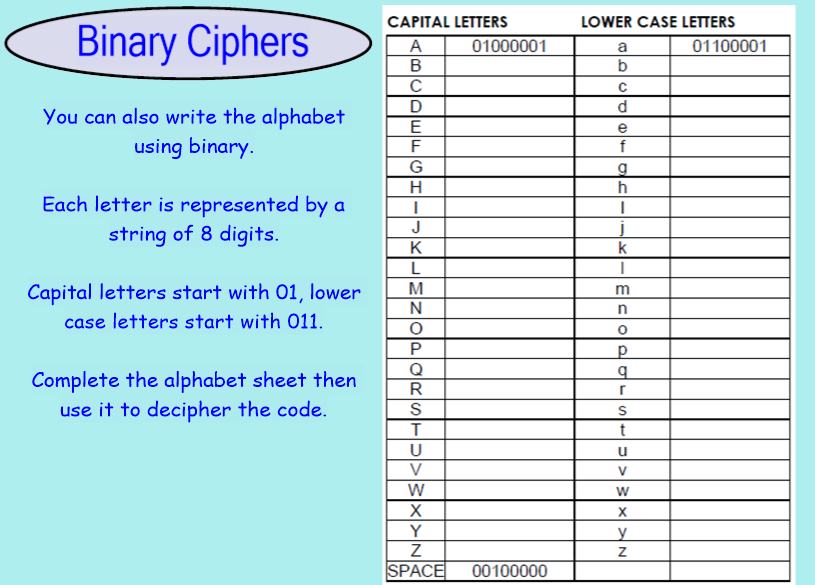 Binary Ciphers
You can also write the alphabet
using binary.
Each letter is represented by a
string of 8 digits.
Capital letters start with 01, lower
case letters start with 011.
Complete the alphabet sheet then
use it to decipher the code.
CAPITAL LETTERS LOWER CASE LETTERS
A 01000001 a 01100001
B b
C c
D d
E e
F f
G g
H h
I l
J j
K k
L l
M m
N n
O o
P p
Q q
R r
S s
T t
U u
V v
W w
X x
Y y
Z z
SPACE 00100000